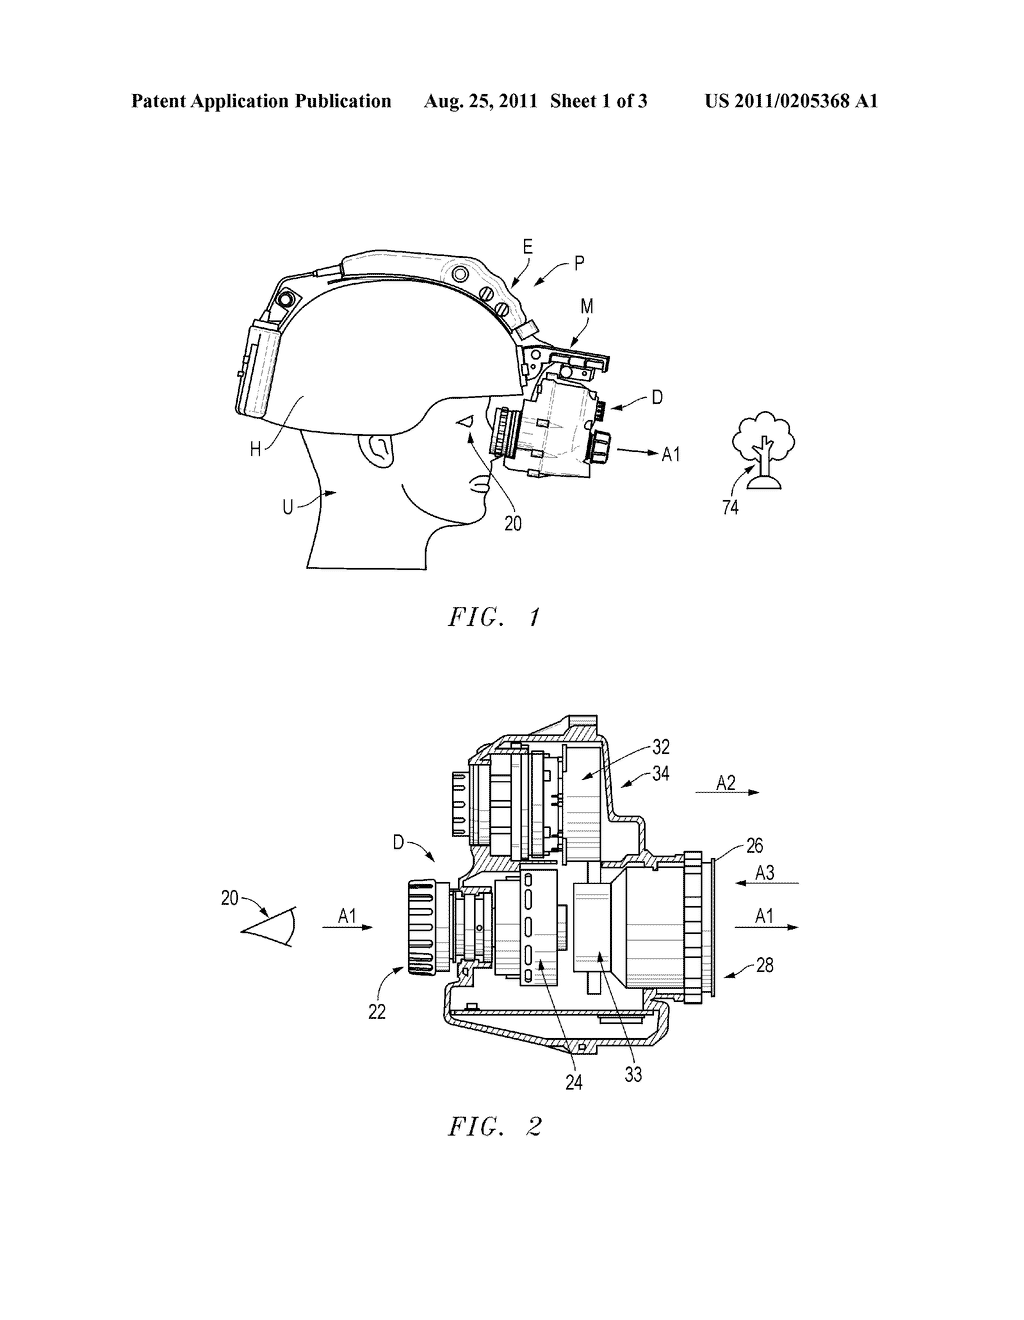 Patent Application Publication Aug. 25, 2011 Sheet 1 of 3 US 2011/0205368 A1
E
P
M
D
A1
H
U
20
74
FIG. 1
32
34
A2
D
26
A3
20
A1
A1
22
28
24
33
FIG. 2